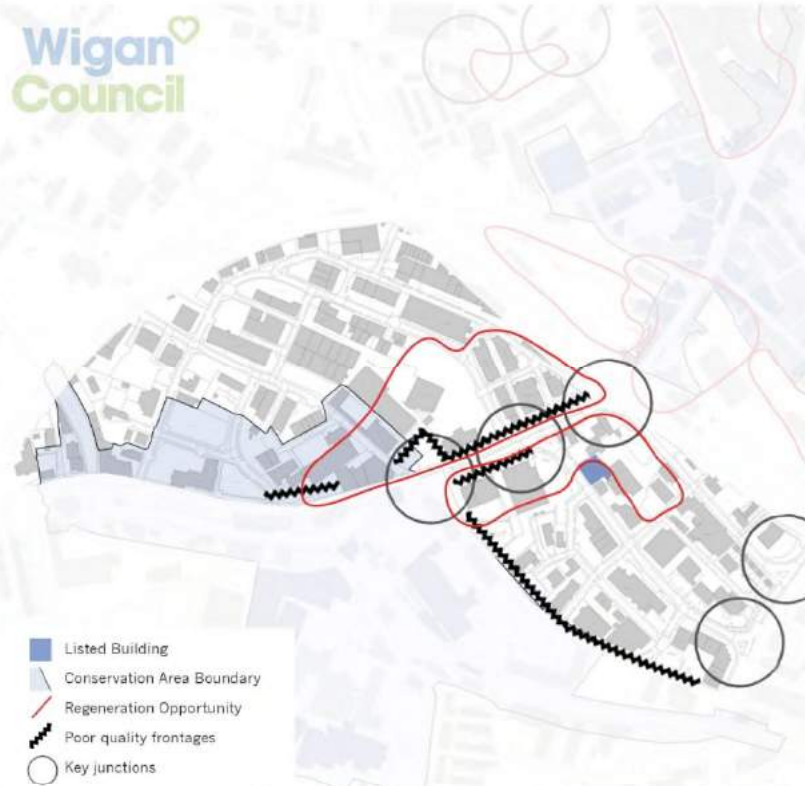 Wigan
Council
Listed Building
Conservation Area Boundary
Regeneration Opportunity
Poor quality frontages
Key junctions